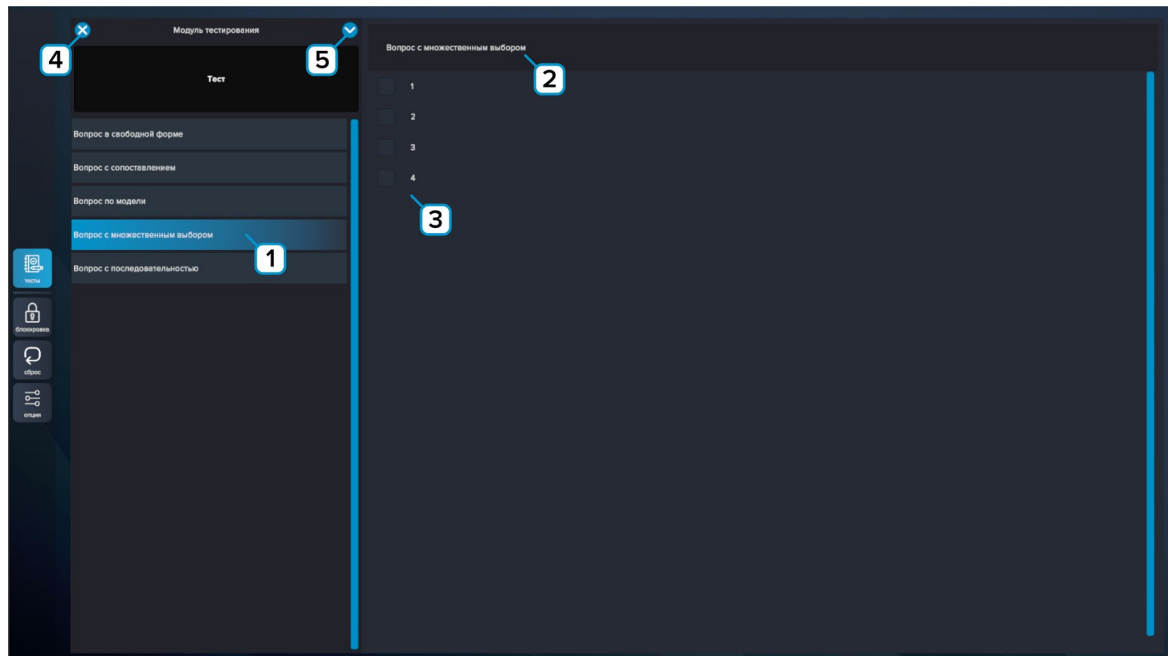 Модуль тестирования
4
5
Тест
Вопрос в свободной форме
Вопрос с сопоставлением
Вопрос по модели
Вопрос с множественным выбором
1
Вопрос с последовательностью
тесты
блокировка
сброс
опции
Вопрос с множественным выбором
2
1
2
3
4
3